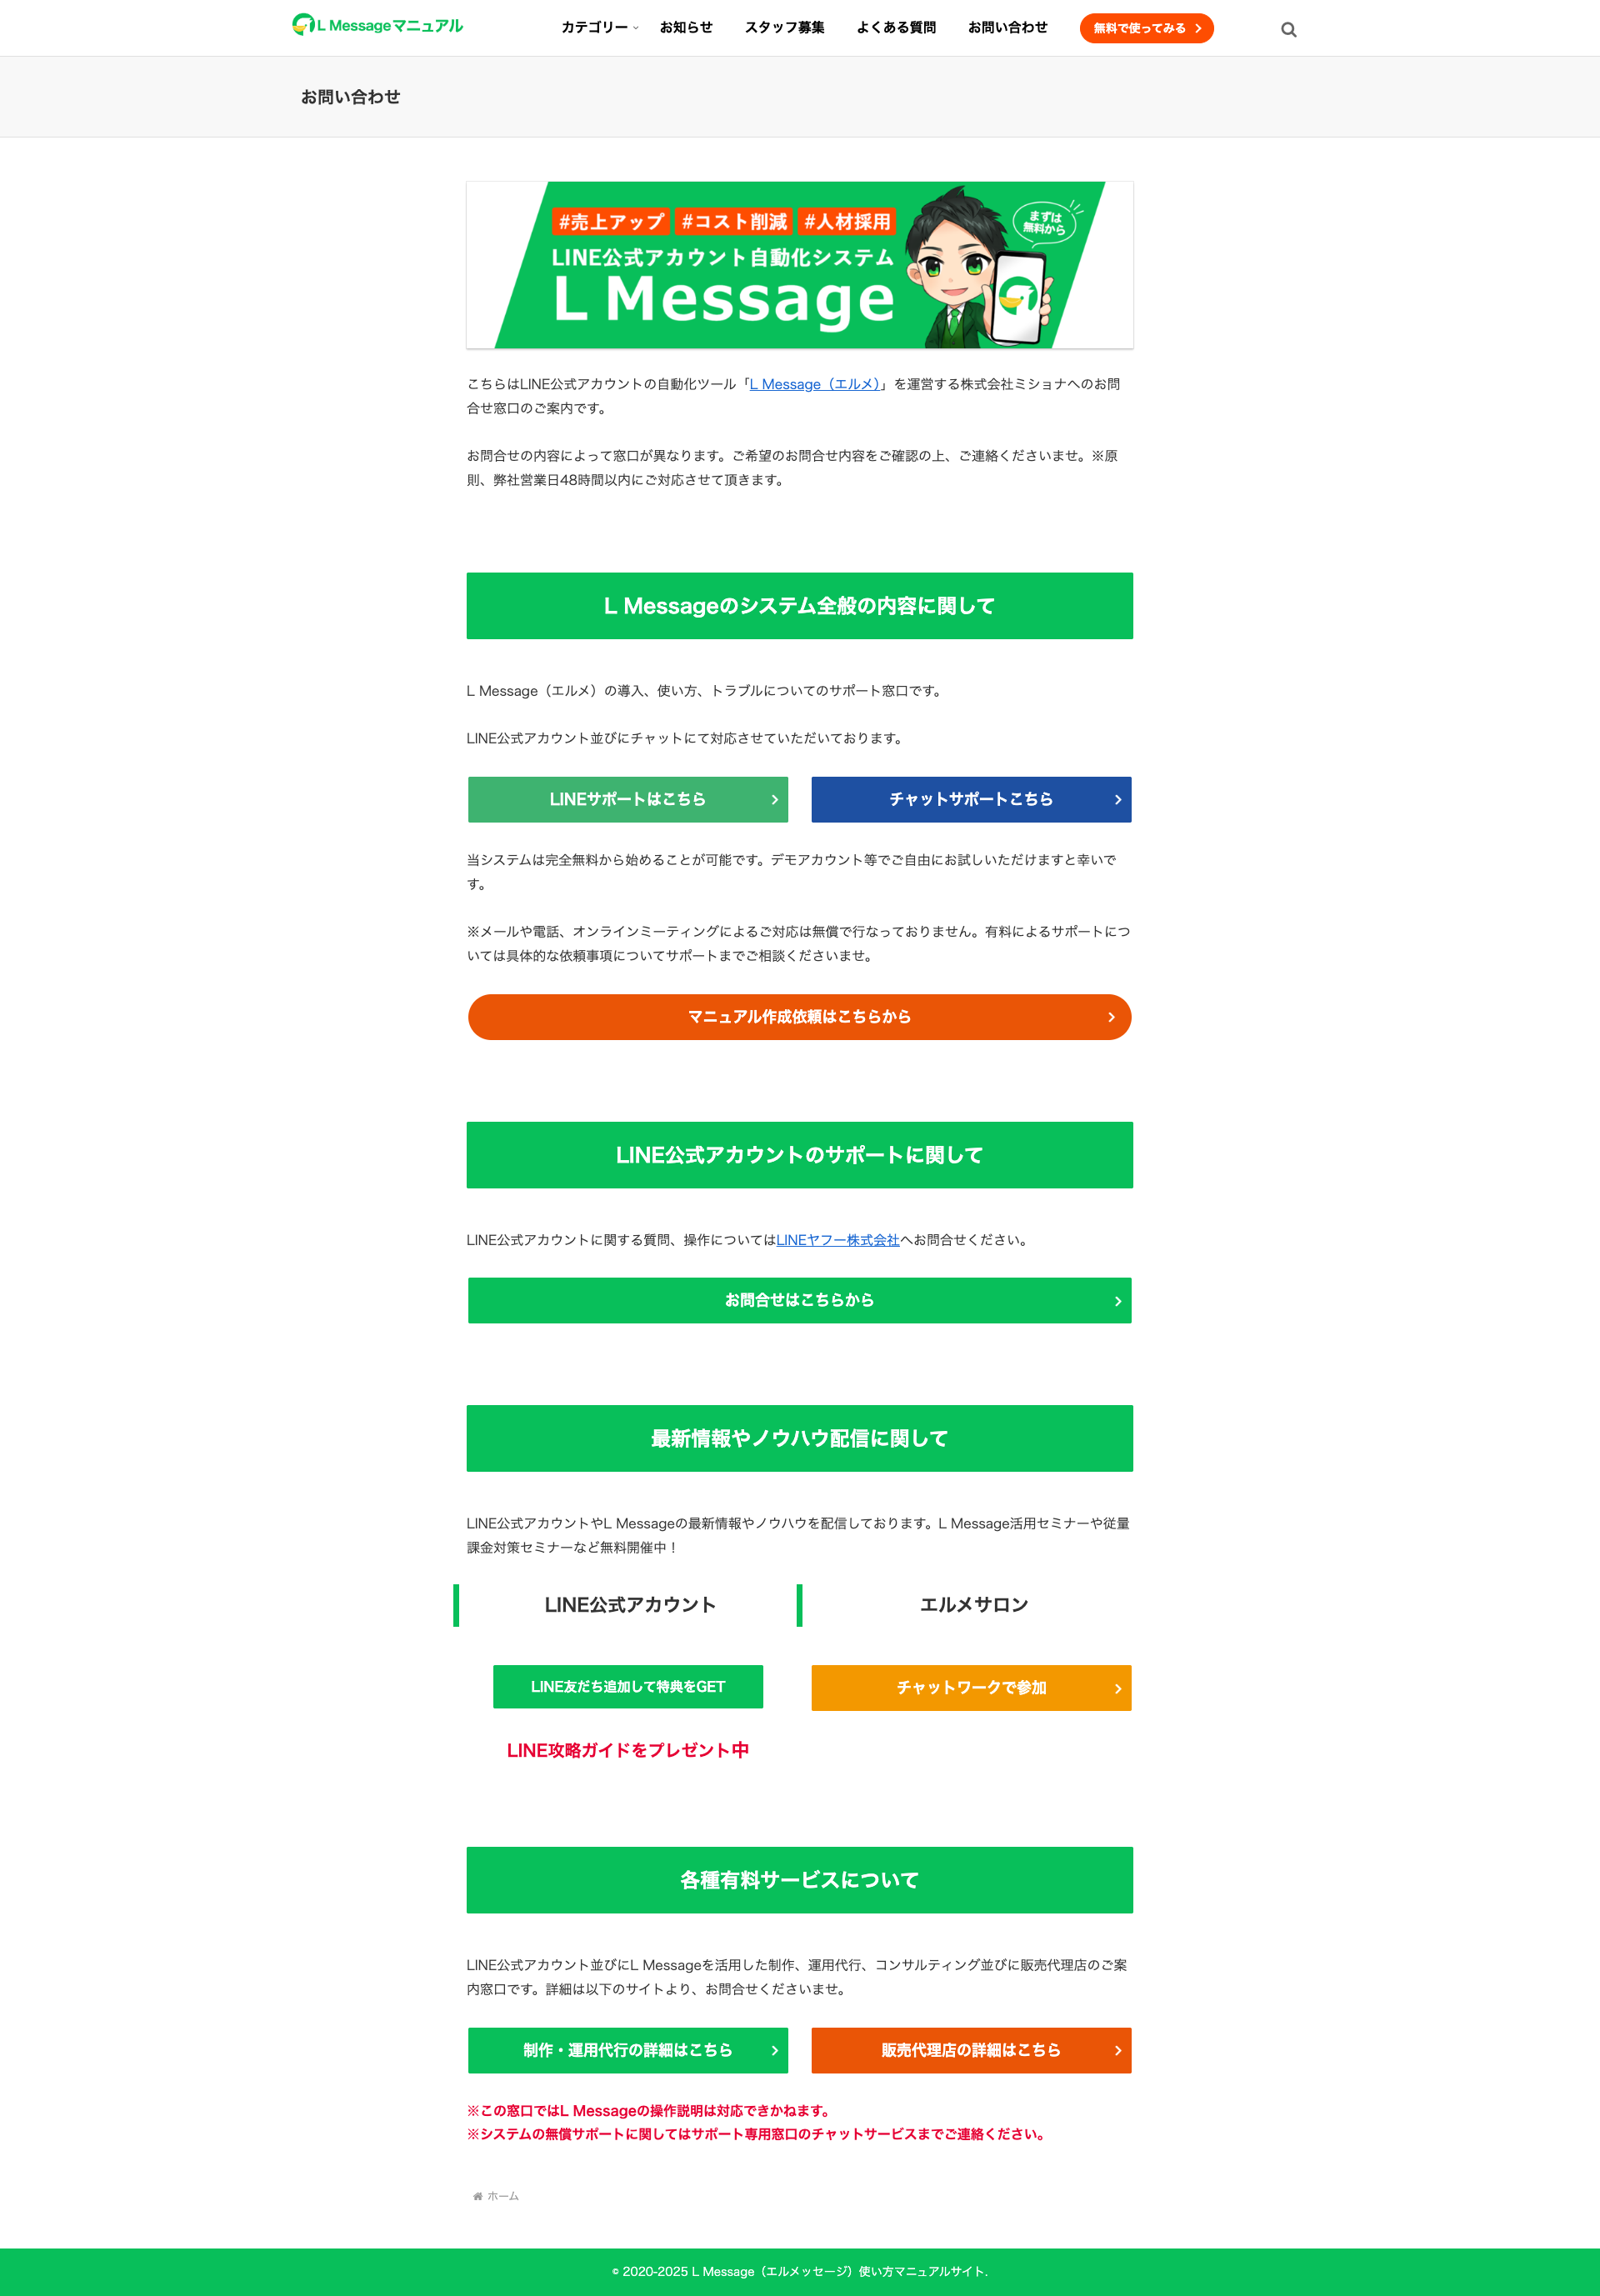 L Messageマニュアル
カテゴリー お知らせ スタッフ募集 よくある質問 お問い合わせ 無料で使ってみる
お問い合わせ
#売上アップ #コスト削減 #人材採用
まずは
無料から
LINE公式アカウント自動化システム
L Message
こちらはLINE公式アカウントの自動化ツール「L Message（エルメ）」を運営する株式会社ミショナへのお問
合せ窓口のご案内です。
お問合せの内容によって窓口が異なります。ご希望のお問合せ内容をご確認の上、ご連絡くださいませ。※原
則、弊社営業日48時間以内にご対応させて頂きます。
L Messageのシステム全般の内容に関して
L Message（エルメ）の導入、使い方、トラブルについてのサポート窓口です。
LINE公式アカウント並びにチャットにて対応させていただいております。
LINEサポートはこちら チャットサポートこちら
当システムは完全無料から始めることが可能です。デモアカウント等でご自由にお試しいただけますと幸いで
す。
※メールや電話、オンラインミーティングによるご対応は無償で行なっておりません。有料によるサポートにつ
いては具体的な依頼事項についてサポートまでご相談くださいませ。
マニュアル作成依頼はこちらから
LINE公式アカウントのサポートに関して
LINE公式アカウントに関する質問、操作についてはLINEヤフー株式会社へお問合せください。
お問合せはこちらから
最新情報やノウハウ配信に関して
LINE公式アカウントやL Messageの最新情報やノウハウを配信しております。L Message活用セミナーや従量
課金対策セミナーなど無料開催中！
LINE公式アカウント エルメサロン
LINE友だち追加して特典をGET チャットワークで参加
LINE攻略ガイドをプレゼント中
各種有料サービスについて
LINE公式アカウント並びにL Messageを活用した制作、運用代行、コンサルティング並びに販売代理店のご案
内窓口です。詳細は以下のサイトより、お問合せくださいませ。
制作・運用代行の詳細はこちら 販売代理店の詳細はこちら
※この窓口ではL Messageの操作説明は対応できかねます。
※システムの無償サポートに関してはサポート専用窓口のチャットサービスまでご連絡ください。
ホーム
© 2020-2025 L Message（エルメッセージ）使い方マニュアルサイト.